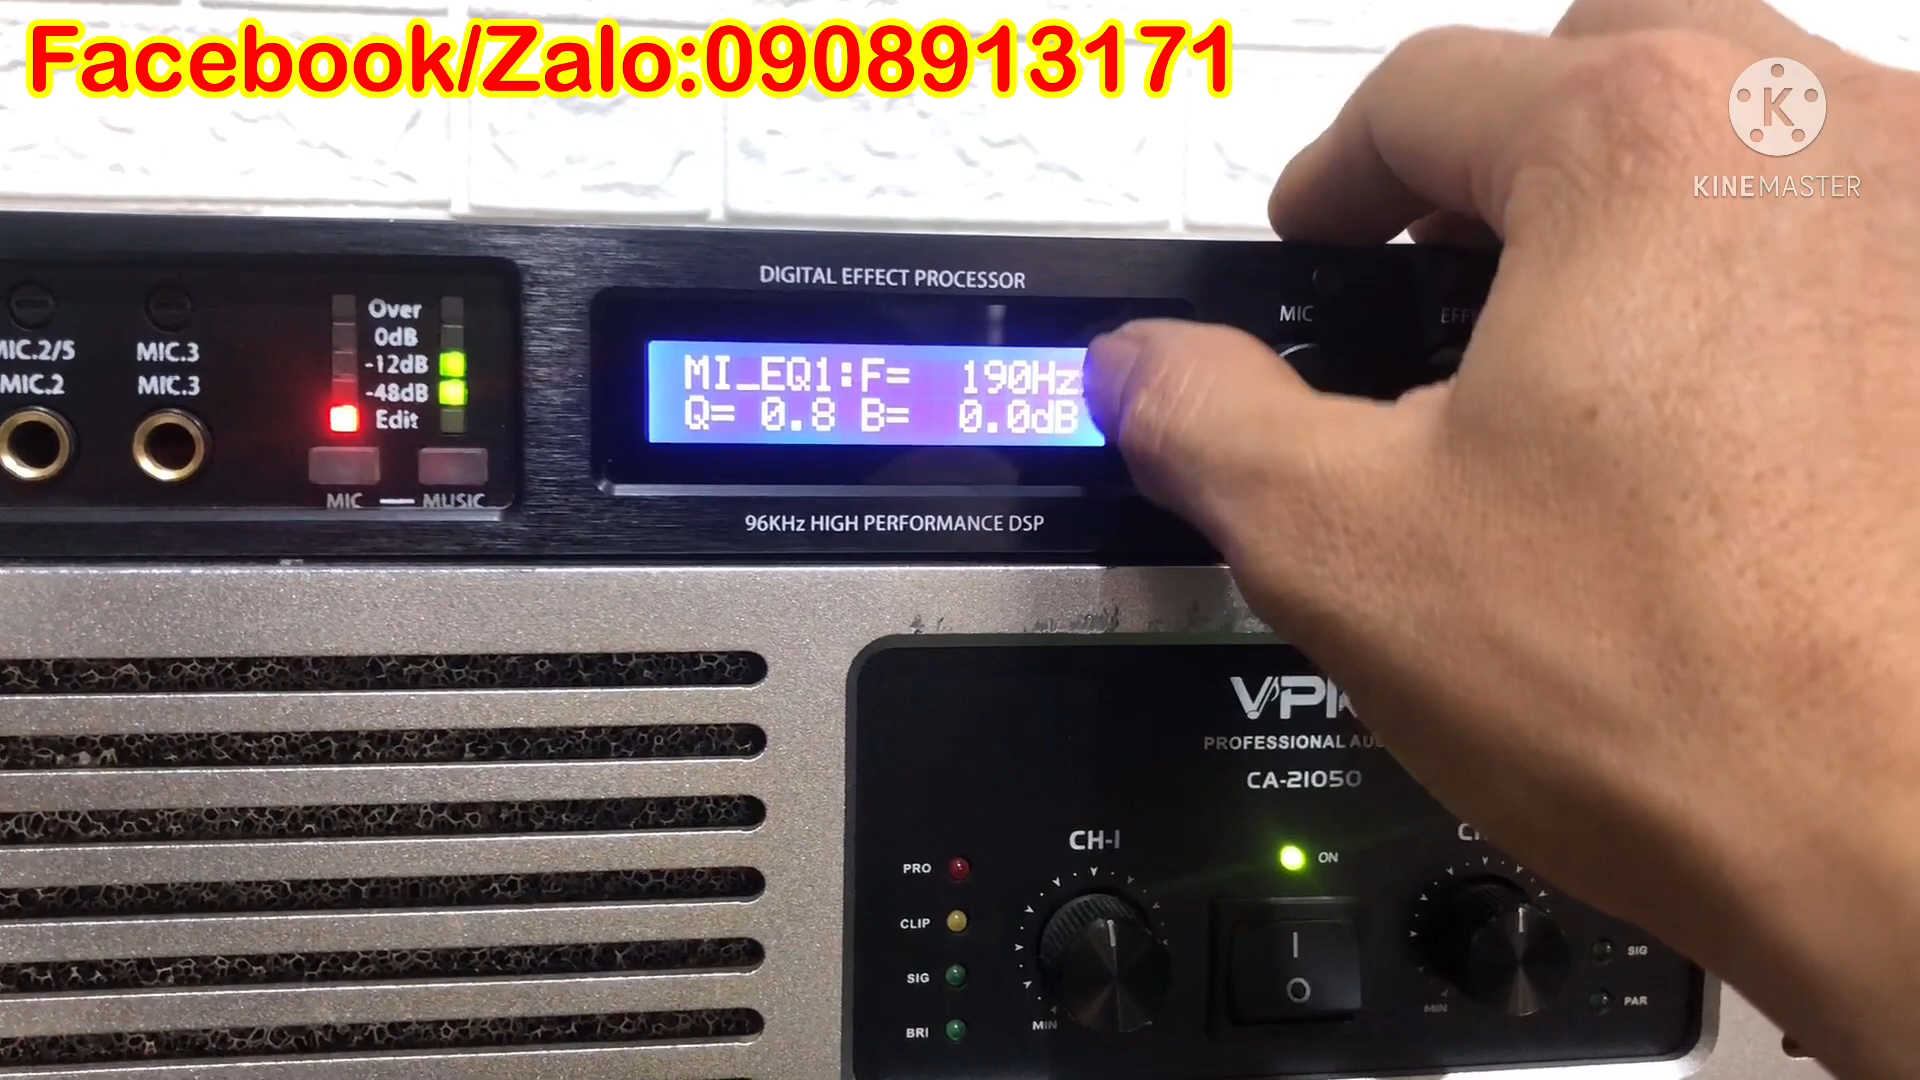 Facebook/Zalo:0908913171
KINEMASTER
DIGITAL EFFECT PROCESSOR
MIC
Over
0dB
-12dB
-48dB
Edit
MIC.2/5
MIC.3
MIC.2
MIC.3
MI_EQ1:F= 190Hz
Q= 0.8 B= 0.0dB
MIC
MUSIC
96KHz HIGH PERFORMANCE DSP
PROFESSIONAL
CA-21050
CH-I
PRO
ON
CLIP
SIG
SIG
PAR
MIN
MIN
BRI
I
O